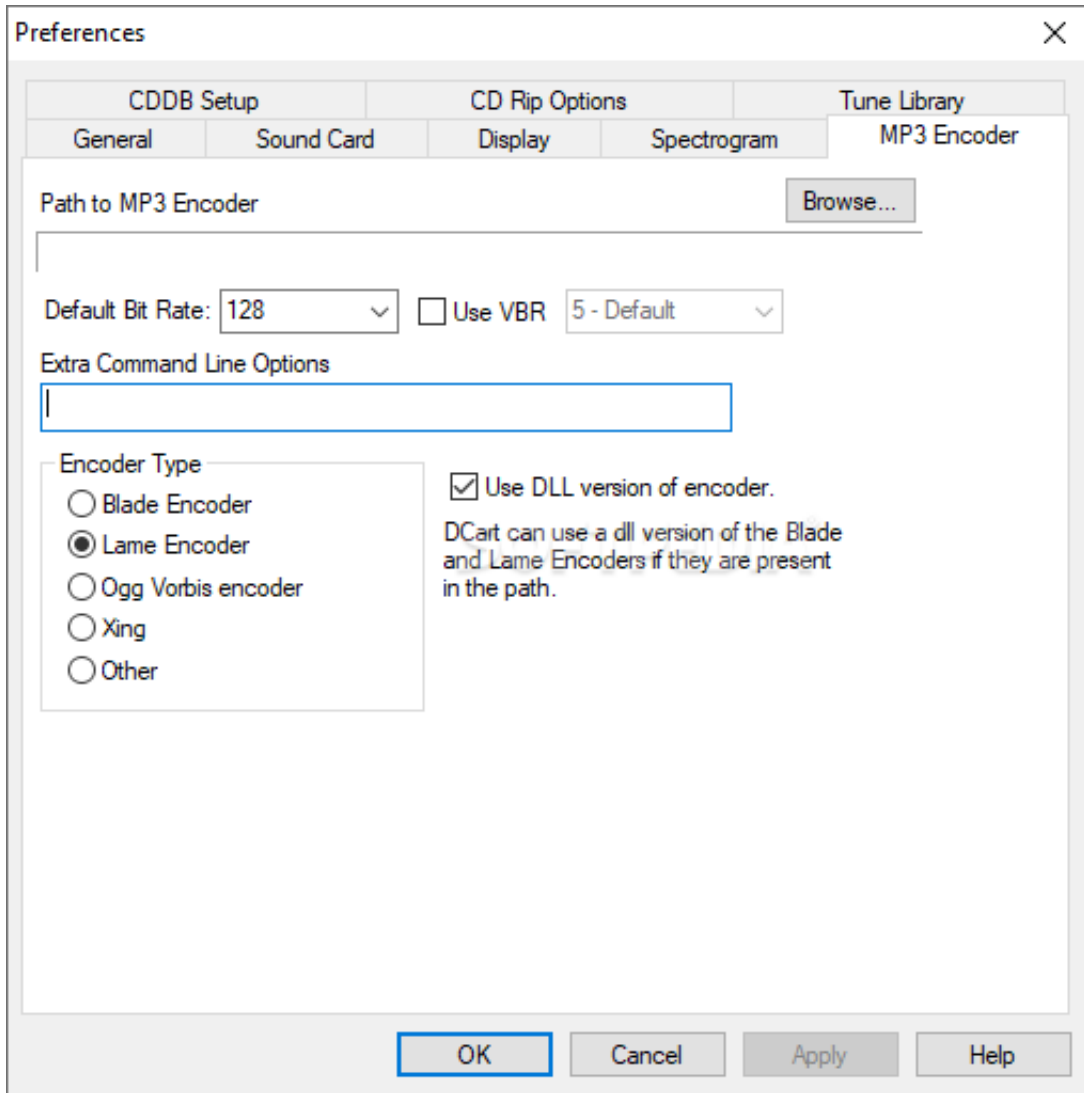 Preferences
CDDB Setup CD Rip Options Tune Library
General Sound Card Display Spectrogram MP3 Encoder
Path to MP3 Encoder Browse...
Default Bit Rate: 128 Use VBR 5 - Default
Extra Command Line Options
Encoder Type
Blade Encoder
Lame Encoder
Ogg Vorbis encoder
Xing
Other
Use DLL version of encoder.
DCart can use a dll version of the Blade
and Lame Encoders if they are present
in the path.
OK Cancel Apply Help